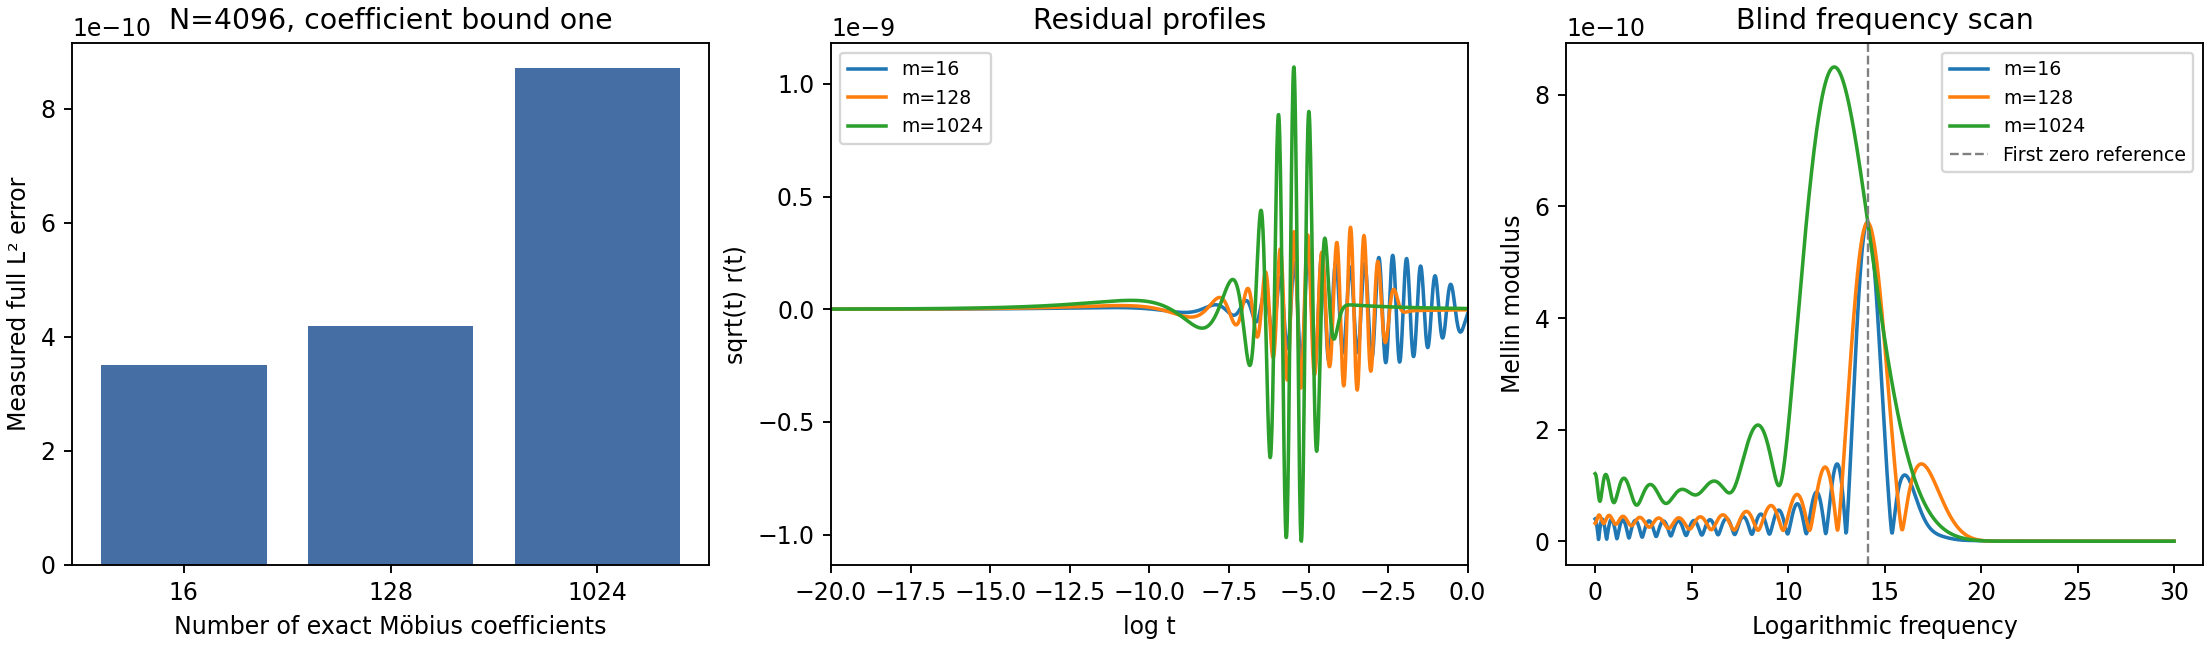 N=4096, coefficient bound one
1e−10
8
6
4
2
0
16
128
1024
Measured full L² error
Number of exact Möbius coefficients
Residual profiles
1e−9
m=16
m=128
m=1024
1.0
0.5
0.0
−0.5
−1.0
−20.0 −17.5 −15.0 −12.5 −10.0 −7.5 −5.0 −2.5 0.0
sqrt(t) r(t)
log t
Blind frequency scan
1e−10
m=16
m=128
m=1024
First zero reference
8
6
4
2
0
0 5 10 15 20 25 30
Mellin modulus
Logarithmic frequency